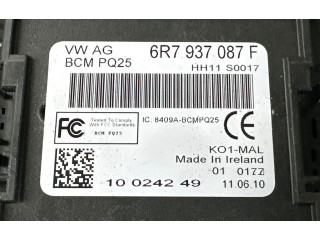 VW AG 6R7 937 087 F
BCM PQ25 HH11 S0017
FC Tested To Comply
With FCC Standards
BCM PQ25
IC: 8409A-BCMPQ25
KO1-MAL
Made In Ireland
01 0177
10 0242 49 11.06.10